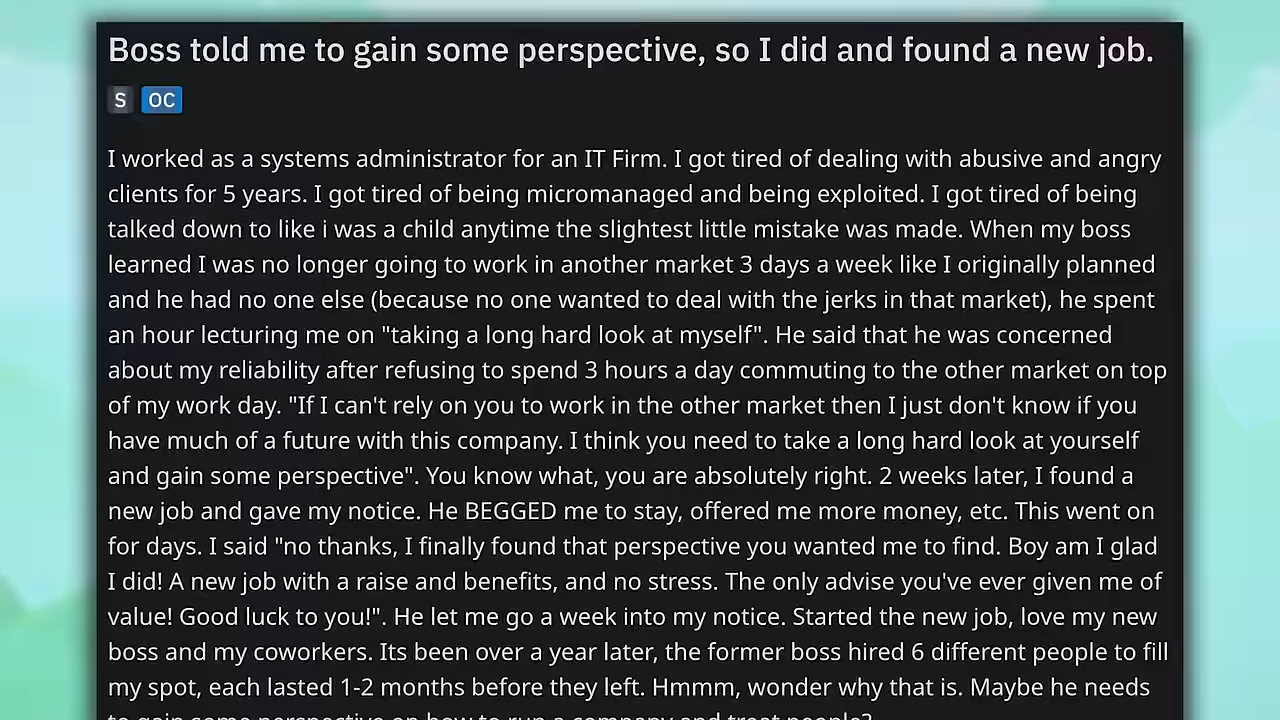 Boss told me to gain some perspective, so I did and found a new job.
S OC
I worked as a systems administrator for an IT Firm. I got tired of dealing with abusive and angry
clients for 5 years. I got tired of being micromanaged and being exploited. I got tired of being
talked down to like i was a child anytime the slightest little mistake was made. When my boss
learned I was no longer going to work in another market 3 days a week like I originally planned
and he had no one else (because no one wanted to deal with the jerks in that market), he spent
an hour lecturing me on "taking a long hard look at myself". He said that he was concerned
about my reliability after refusing to spend 3 hours a day commuting to the other market on top
of my work day. "If I can't rely on you to work in the other market then I just don't know if you
have much of a future with this company. I think you need to take a long hard look at yourself
and gain some perspective". You know what, you are absolutely right. 2 weeks later, I found a
new job and gave my notice. He BEGGED me to stay, offered me more money, etc. This went on
for days. I said "no thanks, I finally found that perspective you wanted me to find. Boy am I glad
I did! A new job with a raise and benefits, and no stress. The only advise you've ever given me of
value! Good luck to you!". He let me go a week into my notice. Started the new job, love my new
boss and my coworkers. Its been over a year later, the former boss hired 6 different people to fill
my spot, each lasted 1-2 months before they left. Hmmm, wonder why that is. Maybe he needs
to gain some perspective on how to run a company and treat people?